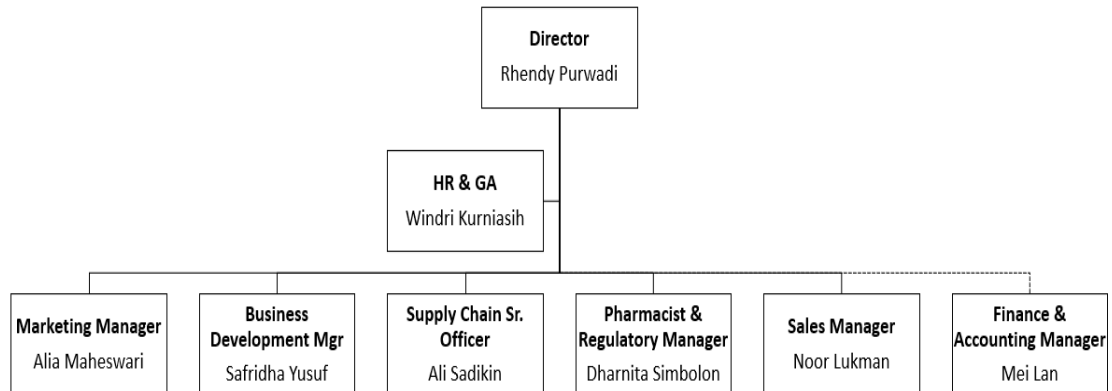 Director
Rhendy Purwadi
HR & GA
Windri Kurniasih
Marketing Manager
Alia Maheswari
Business
Development Mgr
Safridha Yusuf
Supply Chain Sr.
Officer
Ali Sadikin
Pharmacist &
Regulatory Manager
Dharnita Simbolon
Sales Manager
Noor Lukman
Finance &
Accounting Manager
Mei Lan